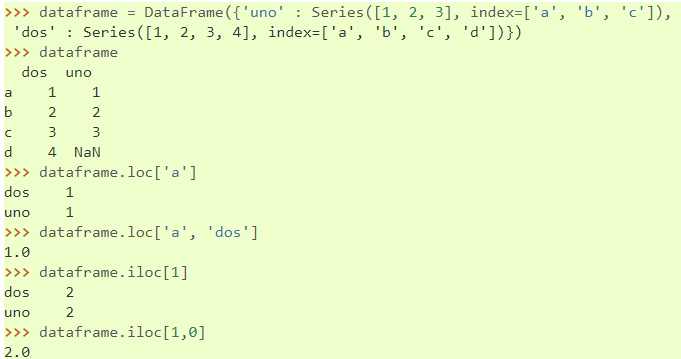 >>> dataframe = DataFrame({'uno' : Series([1, 2, 3], index=['a', 'b', 'c']),
 'dos' : Series([1, 2, 3, 4], index=['a', 'b', 'c', 'd'])})
>>> dataframe
  dos  uno
a    1    1
b    2    2
c    3    3
d    4  NaN
>>> dataframe.loc['a']
dos    1
uno    1
>>> dataframe.loc['a', 'dos']
1.0
>>> dataframe.iloc[1]
dos    2
uno    2
>>> dataframe.iloc[1,0]
2.0